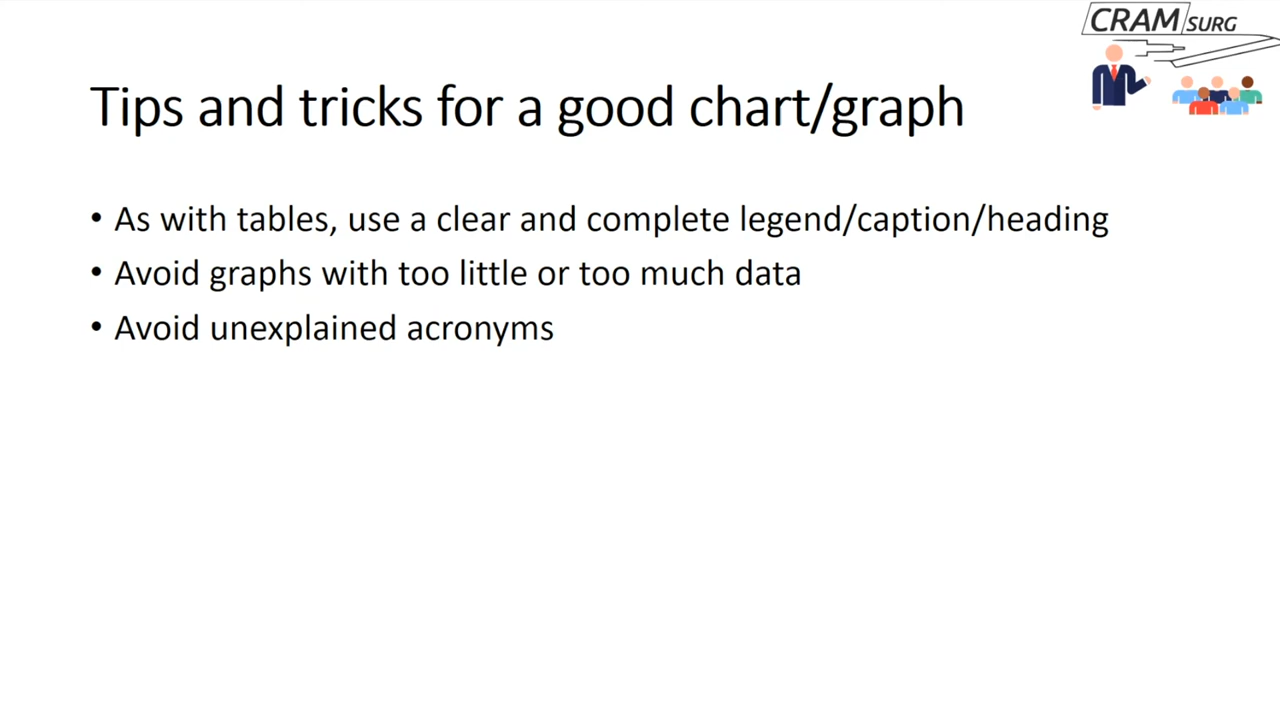 CRAM SURG
Tips and tricks for a good chart/graph
• As with tables, use a clear and complete legend/caption/heading
• Avoid graphs with too little or too much data
• Avoid unexplained acronyms